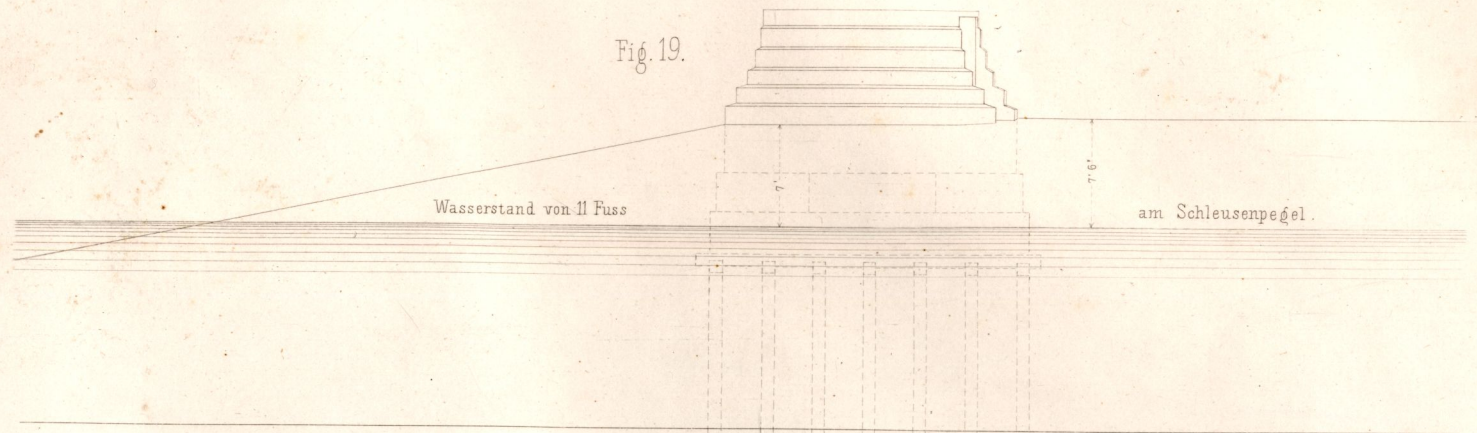 Fig. 19.
7'
7' 6"
Wasserstand von 11 Fuss am Schleusenpegel.